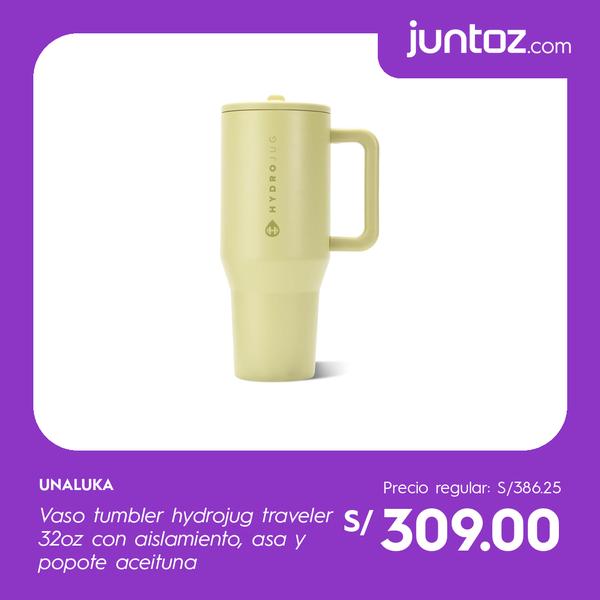 juntoz.com
HYDROJUG
UNALUKA
Vaso tumbler hydrojug traveler
32oz con aislamiento, asa y
popote aceituna
Precio regular: S/386.25
S/ 309.00